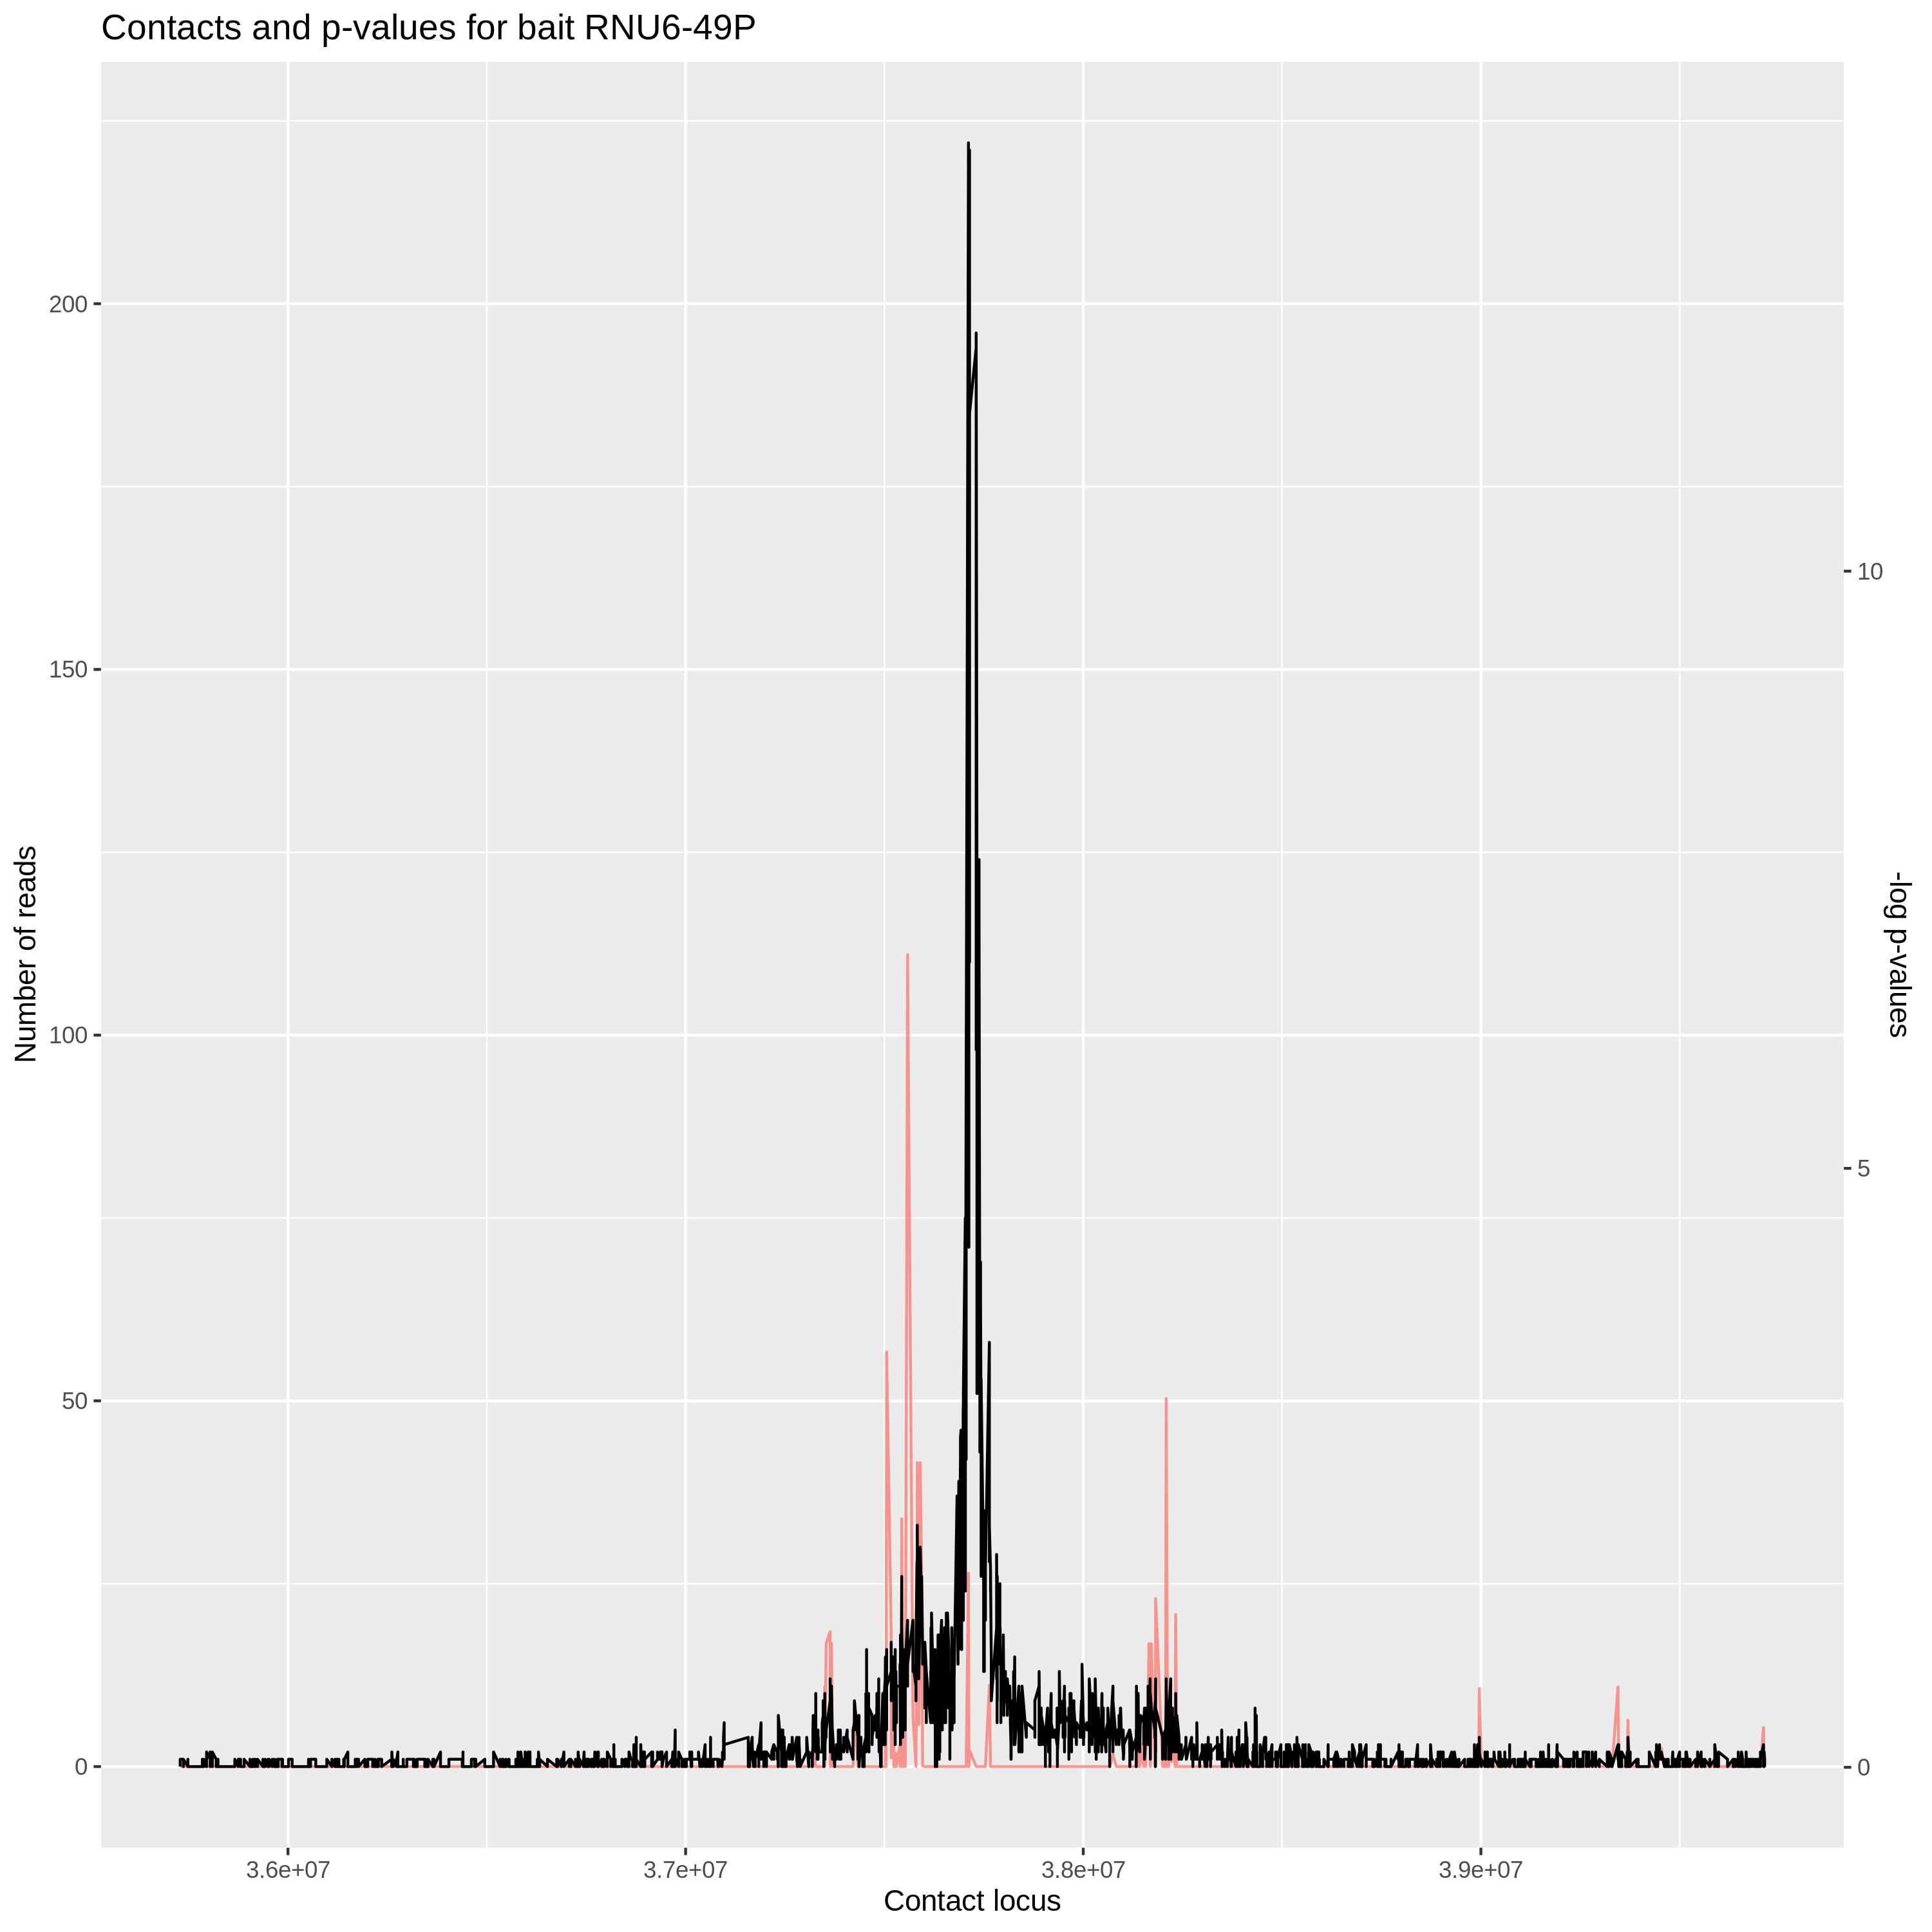 Contacts and p-values for bait RNU6-49P
200
150
100
50
0
Number of reads
10
5
0
-log p-values
3.6e+07
3.7e+07
3.8e+07
3.9e+07
Contact locus